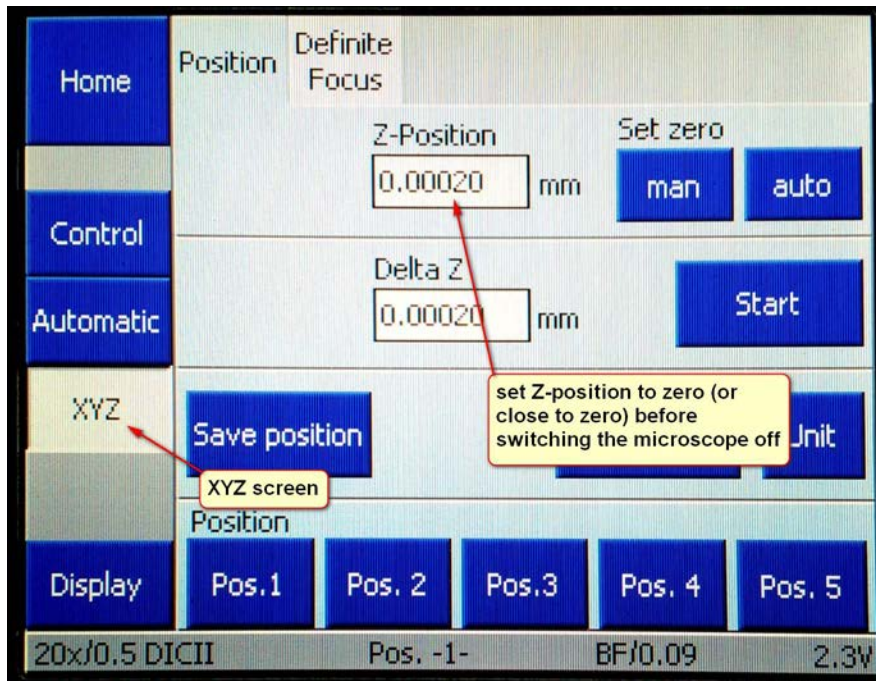 Home
Position
Definite
Focus
Z-Position
Set zero
0.00020 mm
man
auto
Control
Delta Z
Automatic
0.00020 mm
Start
XYZ
set Z-position to zero (or
close to zero) before
switching the microscope off
Save position
Unit
XYZ screen
Position
Display
Pos.1
Pos. 2
Pos.3
Pos. 4
Pos. 5
20x/0.5 DICII
Pos. -1-
BF/0.09
2.3V